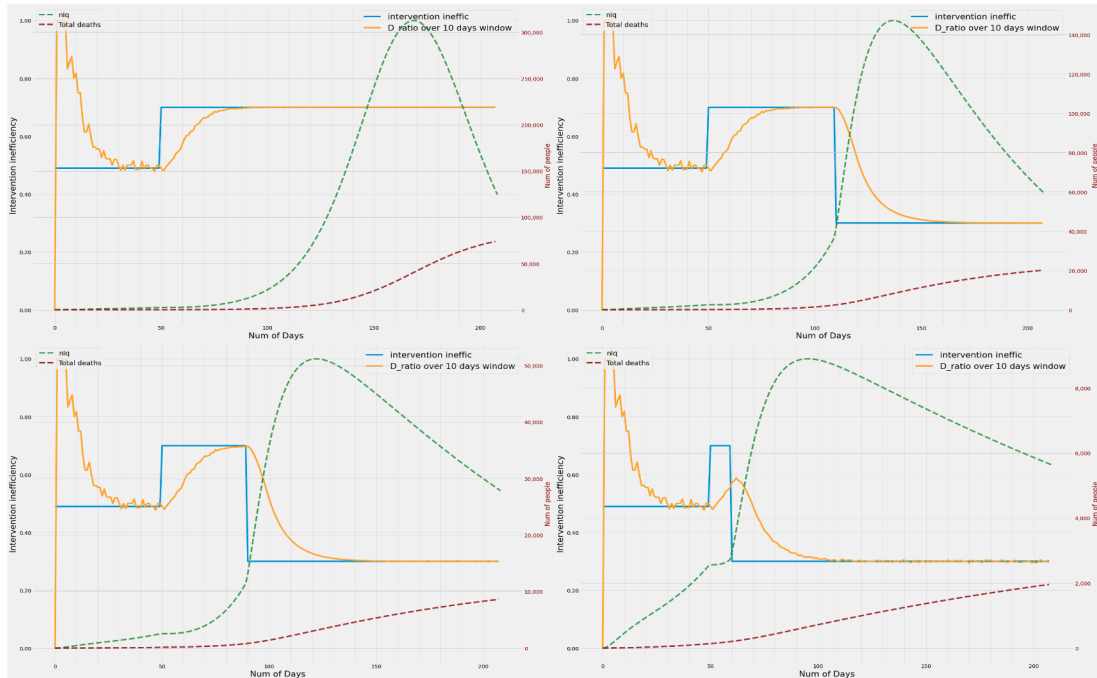 nIq
Total deaths
intervention ineffic
D_ratio over 10 days window
1.00
0.80
0.60
0.40
0.20
0.00
Intervention inefficiency
300,000
250,000
200,000
150,000
100,000
50,000
0
Num of people
0 50 100 150 200
Num of Days
nIq
Total deaths
intervention ineffic
D_ratio over 10 days window
1.00
0.80
0.60
0.40
0.20
0.00
Intervention inefficiency
140,000
120,000
100,000
80,000
60,000
40,000
20,000
0
Num of people
0 50 100 150 200
Num of Days
nIq
Total deaths
intervention ineffic
D_ratio over 10 days window
1.00
0.80
0.60
0.40
0.20
0.00
Intervention inefficiency
50,000
40,000
30,000
20,000
10,000
0
Num of people
0 50 100 150 200
Num of Days
nIq
Total deaths
intervention ineffic
D_ratio over 10 days window
1.00
0.80
0.60
0.40
0.20
0.00
Intervention inefficiency
8,000
6,000
4,000
2,000
0
Num of people
0 50 100 150 200
Num of Days